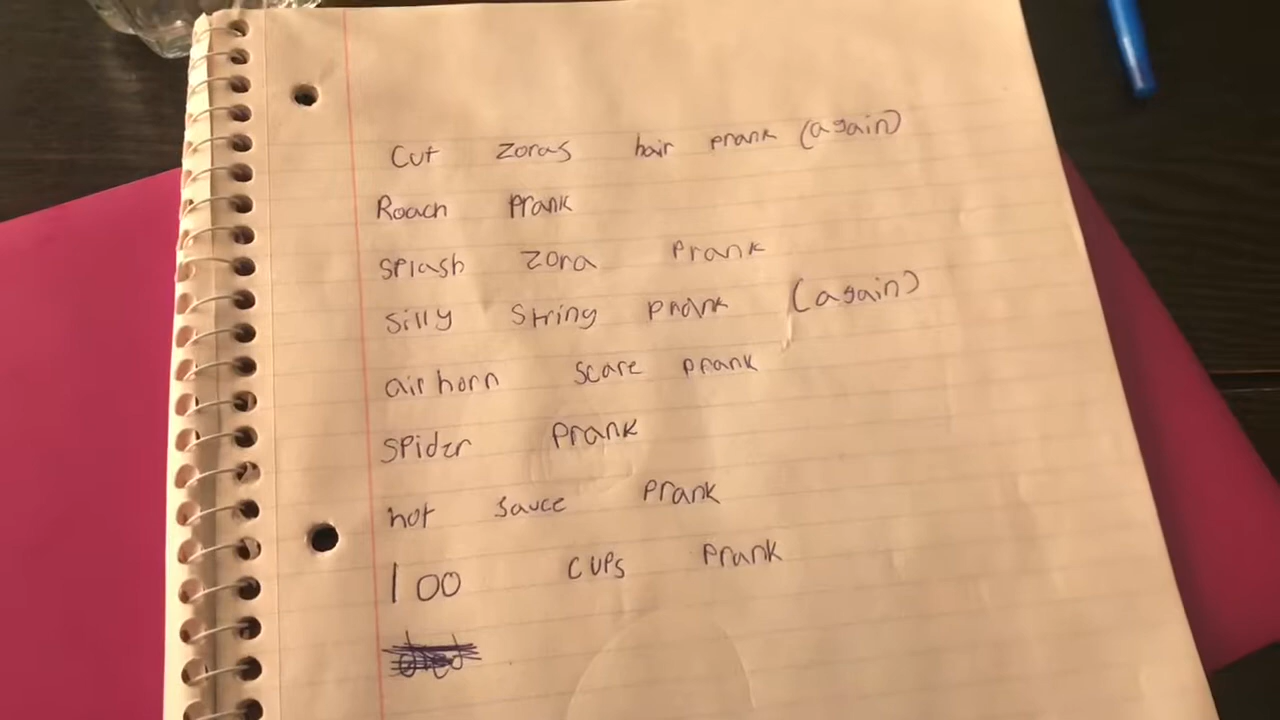 Cut zoras hair prank (again)
Roach prank
splash zora prank
silly string prank (again)
air horn scare prank
spider prank
hot sauce prank
100 cups prank